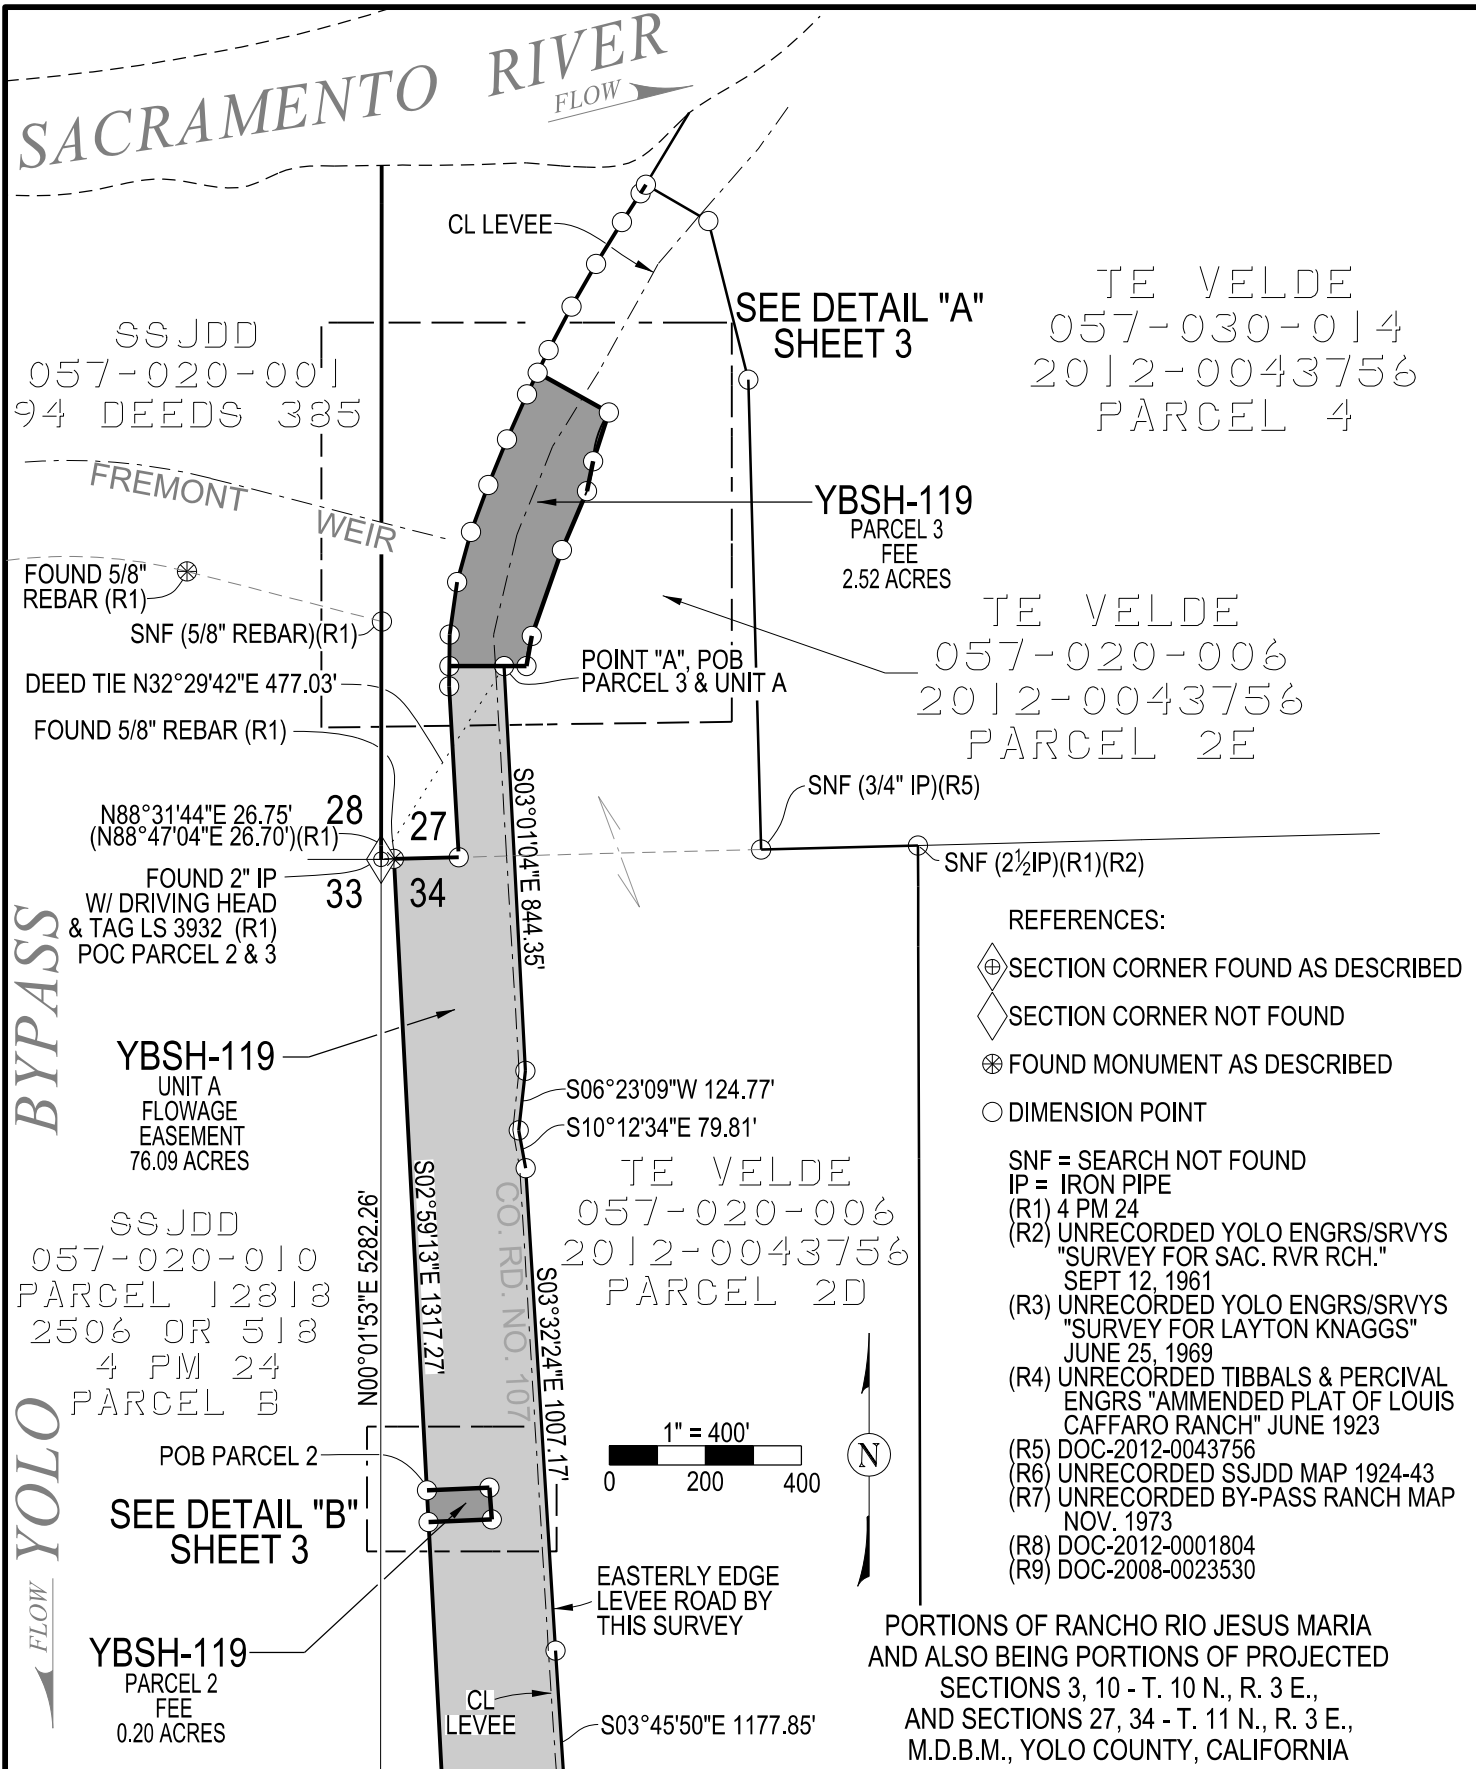 SACRAMENTO RIVER
FLOW
CL LEVEE
SEE DETAIL "A"
SHEET 3
TE VELDE
057-030-014
2012-0043756
PARCEL 4
SSJDD
057-020-001
94 DEEDS 385
FREMONT WEIR
YBSH-119
PARCEL 3
FEE
2.52 ACRES
FOUND 5/8"
REBAR (R1)
SNF (5/8" REBAR)(R1)
TE VELDE
057-020-006
2012-0043756
PARCEL 2E
POINT "A", POB
PARCEL 3 & UNIT A
DEED TIE N32°29'42"E 477.03'
FOUND 5/8" REBAR (R1)
SNF (3/4" IP)(R5)
N88°31'44"E 26.75'
(N88°47'04"E 26.70')(R1)
28
27
33
34
S03°01'04"E 844.35'
SNF (2½IP)(R1)(R2)
FOUND 2" IP
W/ DRIVING HEAD
& TAG LS 3932 (R1)
POC PARCEL 2 & 3
REFERENCES:
SECTION CORNER FOUND AS DESCRIBED
SECTION CORNER NOT FOUND
FOUND MONUMENT AS DESCRIBED
DIMENSION POINT
SNF = SEARCH NOT FOUND
IP = IRON PIPE
(R1) 4 PM 24
(R2) UNRECORDED YOLO ENGRS/SRVYS
"SURVEY FOR SAC. RVR RCH."
SEPT 12, 1961
(R3) UNRECORDED YOLO ENGRS/SRVYS
"SURVEY FOR LAYTON KNAGGS"
JUNE 25, 1969
(R4) UNRECORDED TIBBALS & PERCIVAL
ENGRS "AMMENDED PLAT OF LOUIS
CAFFARO RANCH" JUNE 1923
(R5) DOC-2012-0043756
(R6) UNRECORDED SSJDD MAP 1924-43
(R7) UNRECORDED BY-PASS RANCH MAP
NOV. 1973
(R8) DOC-2012-0001804
(R9) DOC-2008-0023530
YBSH-119
UNIT A
FLOWAGE
EASEMENT
76.09 ACRES
S06°23'09"W 124.77'
S10°12'34"E 79.81'
TE VELDE
057-020-006
2012-0043756
PARCEL 2D
SSJDD
057-020-010
PARCEL 12818
2506 OR 518
4 PM 24
PARCEL B
N00°01'53"E 5282.26'
S02°59'13"E 1317.27'
CO. RD. NO. 107
S03°32'24"E 1007.17'
YOLO BYPASS
FLOW
POB PARCEL 2
SEE DETAIL "B"
SHEET 3
1" = 400'
0 200 400
N
EASTERLY EDGE
LEVEE ROAD BY
THIS SURVEY
YBSH-119
PARCEL 2
FEE
0.20 ACRES
CL
LEVEE
S03°45'50"E 1177.85'
PORTIONS OF RANCHO RIO JESUS MARIA
AND ALSO BEING PORTIONS OF PROJECTED
SECTIONS 3, 10 - T. 10 N., R. 3 E.,
AND SECTIONS 27, 34 - T. 11 N., R. 3 E.,
M.D.B.M., YOLO COUNTY, CALIFORNIA